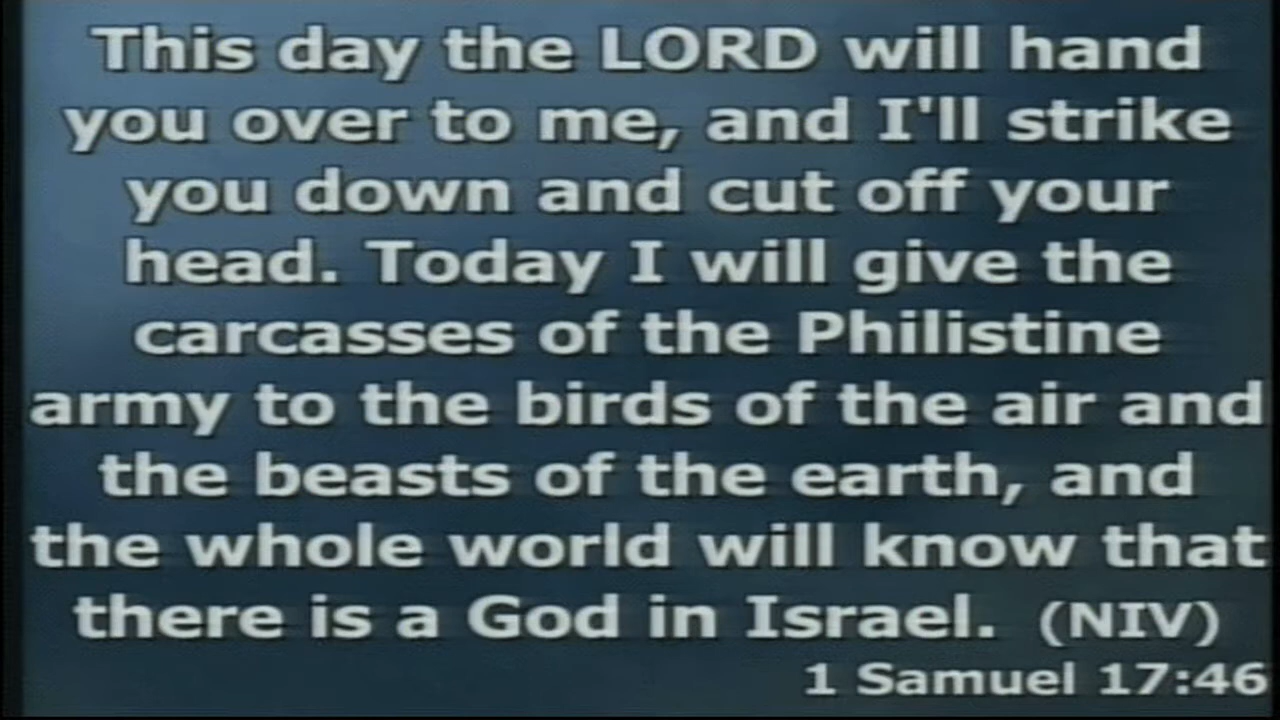 This day the LORD will hand
you over to me, and I'll strike
you down and cut off your
head. Today I will give the
carcasses of the Philistine
army to the birds of the air and
the beasts of the earth, and
the whole world will know that
there is a God in Israel. (NIV)
1 Samuel 17:46